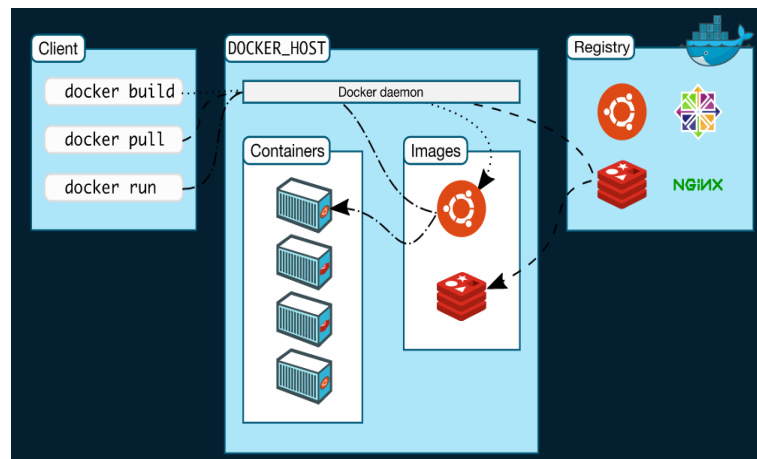 Client
docker build
docker pull
docker run
DOCKER_HOST
Docker daemon
Containers
Images
Registry
NGiNX